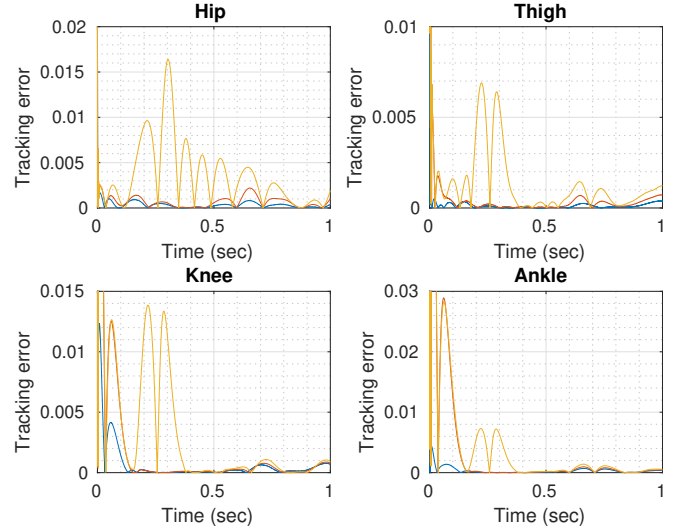 Hip
Tracking error
0.02
0.015
0.01
0.005
0
0 0.5 1
Time (sec)
Thigh
Tracking error
0.01
0.005
0
0 0.5 1
Time (sec)
Knee
Tracking error
0.015
0.01
0.005
0
0 0.5 1
Time (sec)
Ankle
Tracking error
0.03
0.02
0.01
0
0 0.5 1
Time (sec)